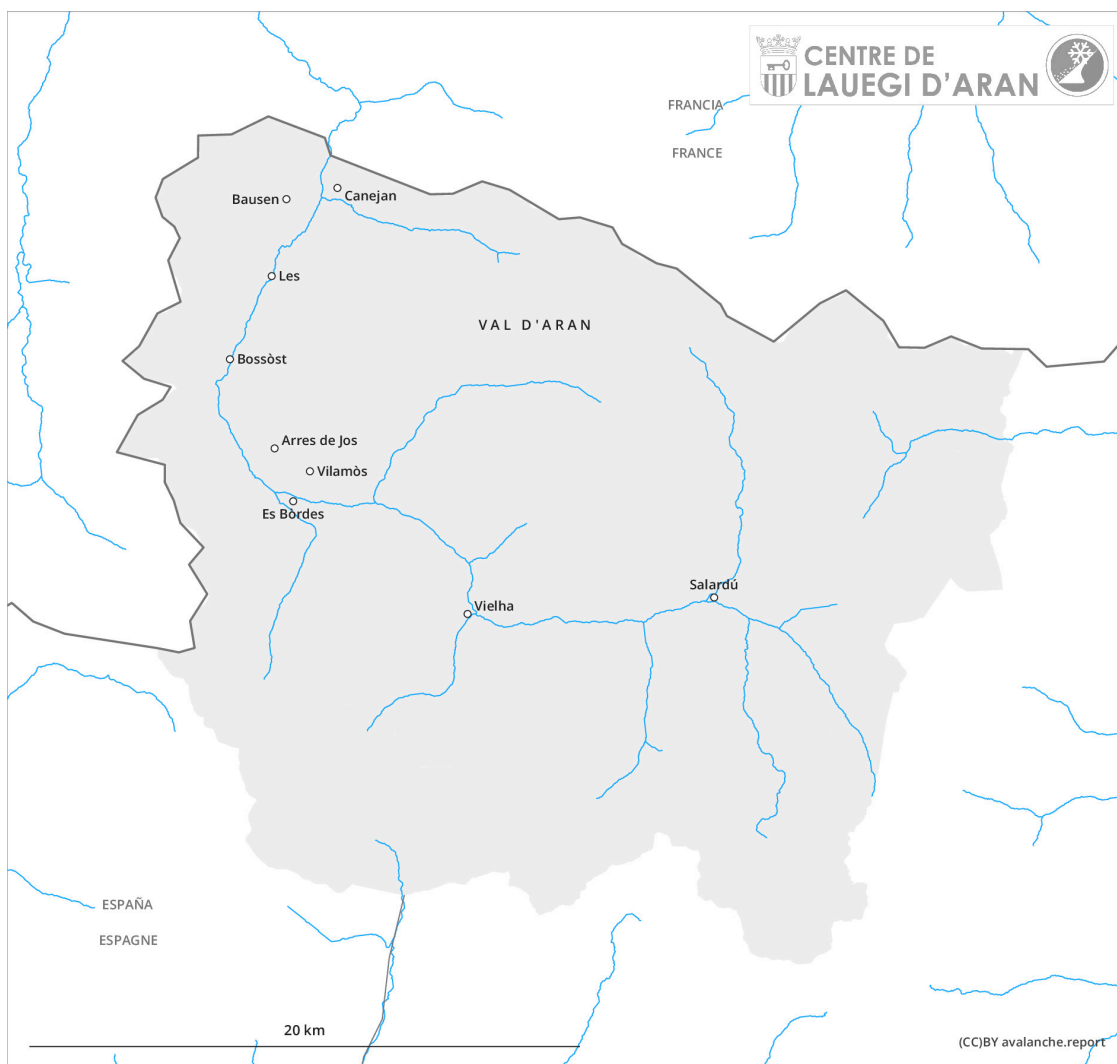 CENTRE DE
LAUEGI D'ARAN
FRANCIA
FRANCE
Bausen
Canejan
Les
VAL D'ARAN
Bossòst
Arres de Jos
Vilamòs
Es Bòrdes
Salardú
Vielha
ESPAÑA
ESPAGNE
20 km
(CC)BY avalanche.report